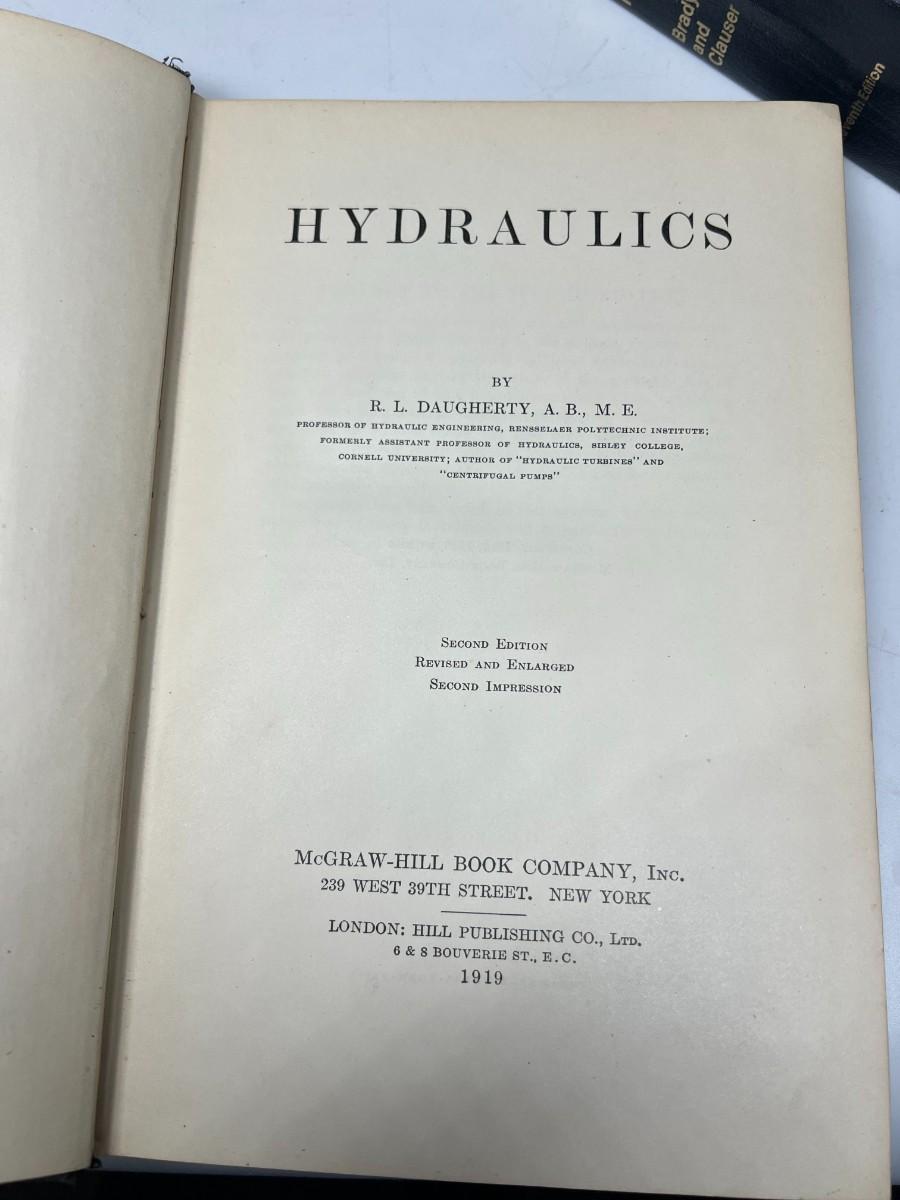 HYDRAULICS
BY
R. L. DAUGHERTY, A. B., M. E.
PROFESSOR OF HYDRAULIC ENGINEERING, RENSSELAER POLYTECHNIC INSTITUTE;
FORMERLY ASSISTANT PROFESSOR OF HYDRAULICS, SIBLEY COLLEGE,
CORNELL UNIVERSITY; AUTHOR OF "HYDRAULIC TURBINES" AND
"CENTRIFUGAL PUMPS"
SECOND EDITION
REVISED AND ENLARGED
SECOND IMPRESSION
McGRAW-HILL BOOK COMPANY, INC.
239 WEST 39TH STREET. NEW YORK
LONDON: HILL PUBLISHING CO., LTD.
6 & 8 BOUVERIE ST., E. C.
1919
Brady
and
Clauser
Edition